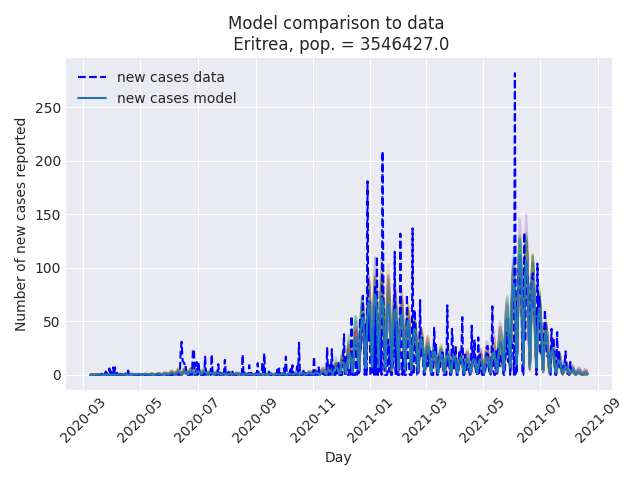 Model comparison to data
Eritrea, pop. = 3546427.0
new cases data
new cases model
Number of new cases reported
250
200
150
100
50
0
2020-03
2020-05
2020-07
2020-09
2020-11
2021-01
2021-03
2021-05
2021-07
2021-09
Day